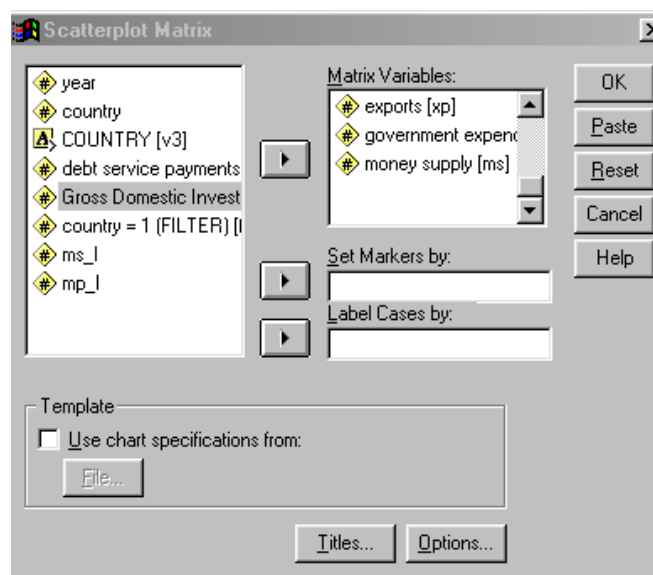 Scatterplot Matrix
year
country
COUNTRY [v3]
debt service payments
Gross Domestic Invest
country = 1 (FILTER) [
ms_l
mp_l
Matrix Variables:
exports [xp]
government expend
money supply [ms]
Set Markers by:
Label Cases by:
OK
Paste
Reset
Cancel
Help
Template
Use chart specifications from:
File...
Titles...
Options...